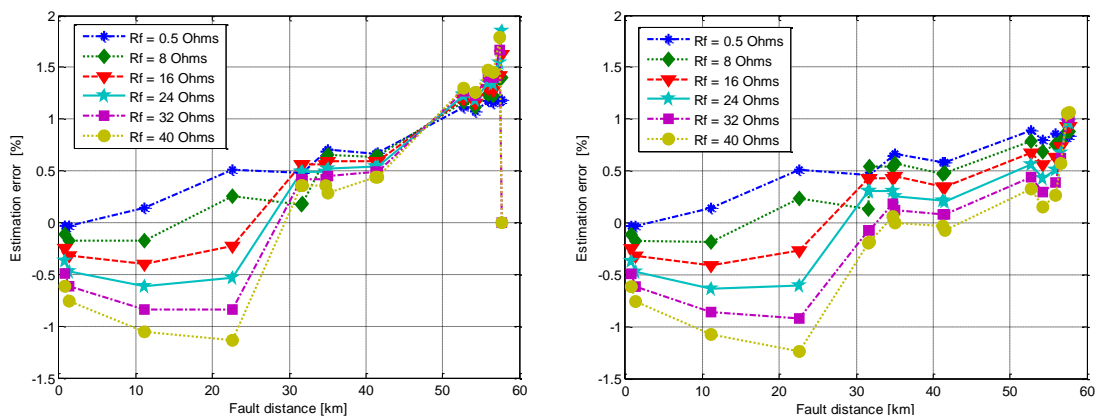 2
1.5
1
0.5
0
-0.5
-1
-1.5
Estimation error [%]
Rf = 0.5 Ohms
Rf = 8 Ohms
Rf = 16 Ohms
Rf = 24 Ohms
Rf = 32 Ohms
Rf = 40 Ohms
0 10 20 30 40 50 60
Fault distance [km]
2
1.5
1
0.5
0
-0.5
-1
-1.5
Estimation error [%]
Rf = 0.5 Ohms
Rf = 8 Ohms
Rf = 16 Ohms
Rf = 24 Ohms
Rf = 32 Ohms
Rf = 40 Ohms
0 10 20 30 40 50 60
Fault distance [km]